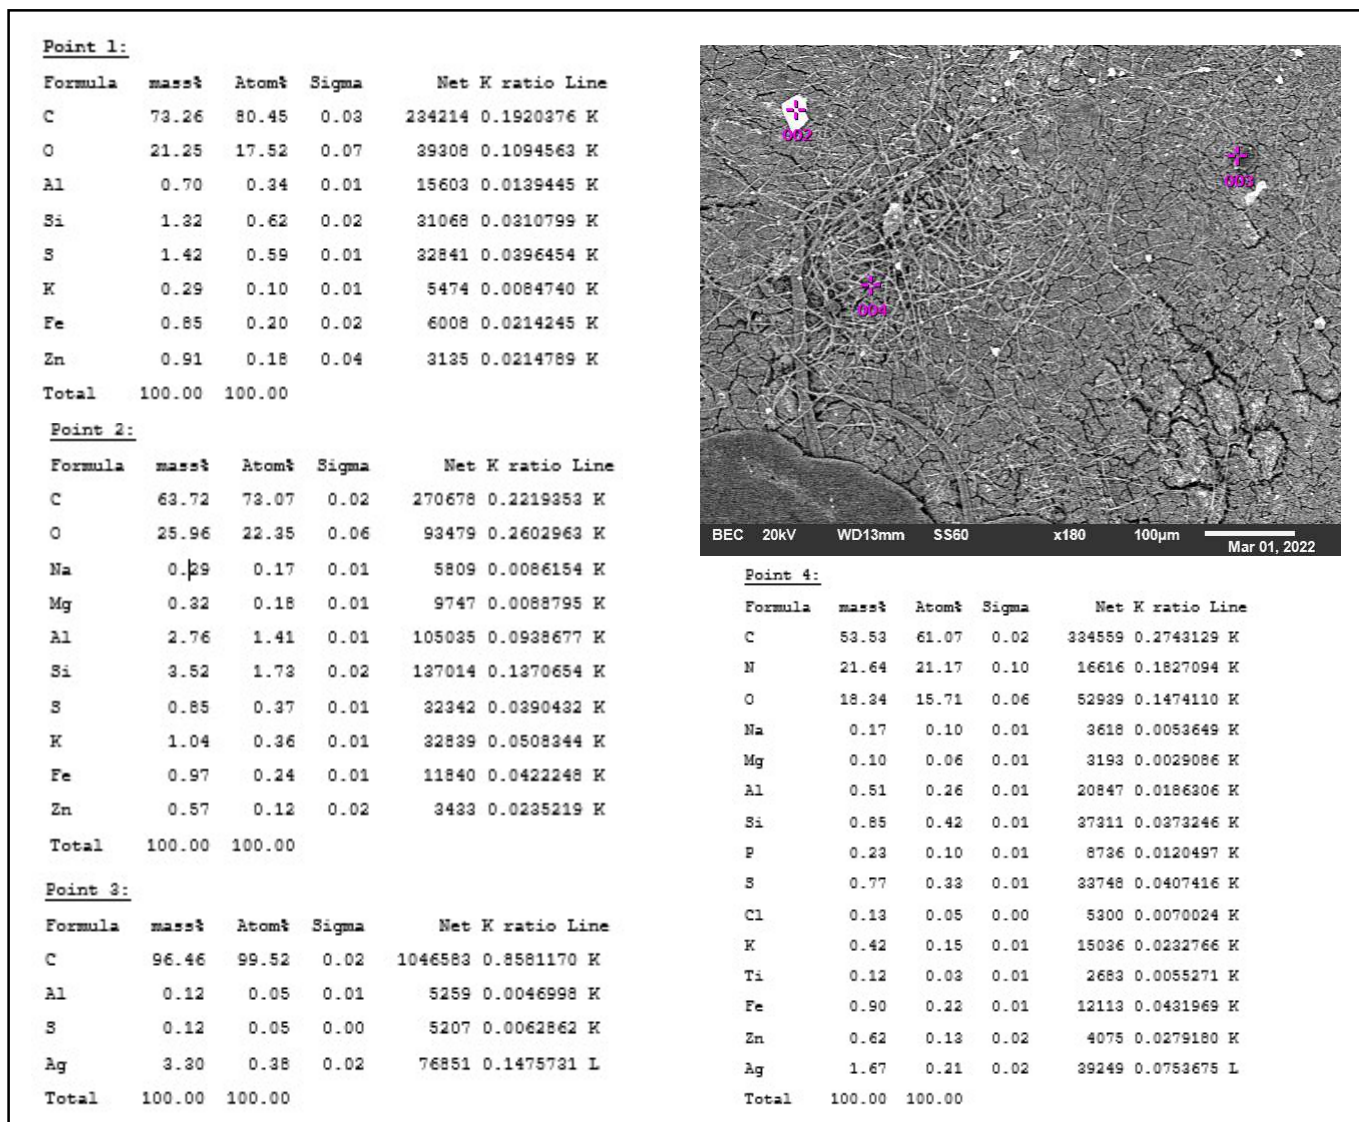 Point 1:
Formula mass% Atom% Sigma Net K ratio Line
C 73.26 80.45 0.03 234214 0.1920376 K
O 21.25 17.52 0.07 39308 0.1094563 K
Al 0.70 0.34 0.01 15603 0.0139445 K
Si 1.32 0.62 0.02 31068 0.0310799 K
S 1.42 0.59 0.01 32841 0.0396454 K
K 0.29 0.10 0.01 5474 0.0084740 K
Fe 0.85 0.20 0.02 6008 0.0214245 K
Zn 0.91 0.18 0.04 3135 0.0214789 K
Total 100.00 100.00
Point 2:
Formula mass% Atom% Sigma Net K ratio Line
C 63.72 73.07 0.02 270678 0.2219353 K
O 25.96 22.35 0.06 93479 0.2602963 K
Na 0.29 0.17 0.01 5809 0.0086154 K
Mg 0.32 0.18 0.01 9747 0.0088795 K
Al 2.76 1.41 0.01 105035 0.0938677 K
Si 3.52 1.73 0.02 137014 0.1370654 K
S 0.85 0.37 0.01 32342 0.0390432 K
K 1.04 0.36 0.01 32839 0.0508344 K
Fe 0.97 0.24 0.01 11840 0.0422248 K
Zn 0.57 0.12 0.02 3433 0.0235219 K
Total 100.00 100.00
Point 3:
Formula mass% Atom% Sigma Net K ratio Line
C 96.46 99.52 0.02 1046583 0.8581170 K
Al 0.12 0.05 0.01 5259 0.0046998 K
S 0.12 0.05 0.00 5207 0.0062862 K
Ag 3.30 0.38 0.02 76851 0.1475731 L
Total 100.00 100.00
002
003
004
BEC 20kV WD13mm SS60 x180 100µm
Mar 01, 2022
Point 4:
Formula mass% Atom% Sigma Net K ratio Line
C 53.53 61.07 0.02 334559 0.2743129 K
N 21.64 21.17 0.10 16616 0.1827094 K
O 18.34 15.71 0.06 52939 0.1474110 K
Na 0.17 0.10 0.01 3618 0.0053649 K
Mg 0.10 0.06 0.01 3193 0.0029086 K
Al 0.51 0.26 0.01 20847 0.0186306 K
Si 0.85 0.42 0.01 37311 0.0373246 K
P 0.23 0.10 0.01 8736 0.0120497 K
S 0.77 0.33 0.01 33748 0.0407416 K
Cl 0.13 0.05 0.00 5300 0.0070024 K
K 0.42 0.15 0.01 15036 0.0232766 K
Ti 0.12 0.03 0.01 2683 0.0055271 K
Fe 0.90 0.22 0.01 12113 0.0431969 K
Zn 0.62 0.13 0.02 4075 0.0279180 K
Ag 1.67 0.21 0.02 39249 0.0753675 L
Total 100.00 100.00